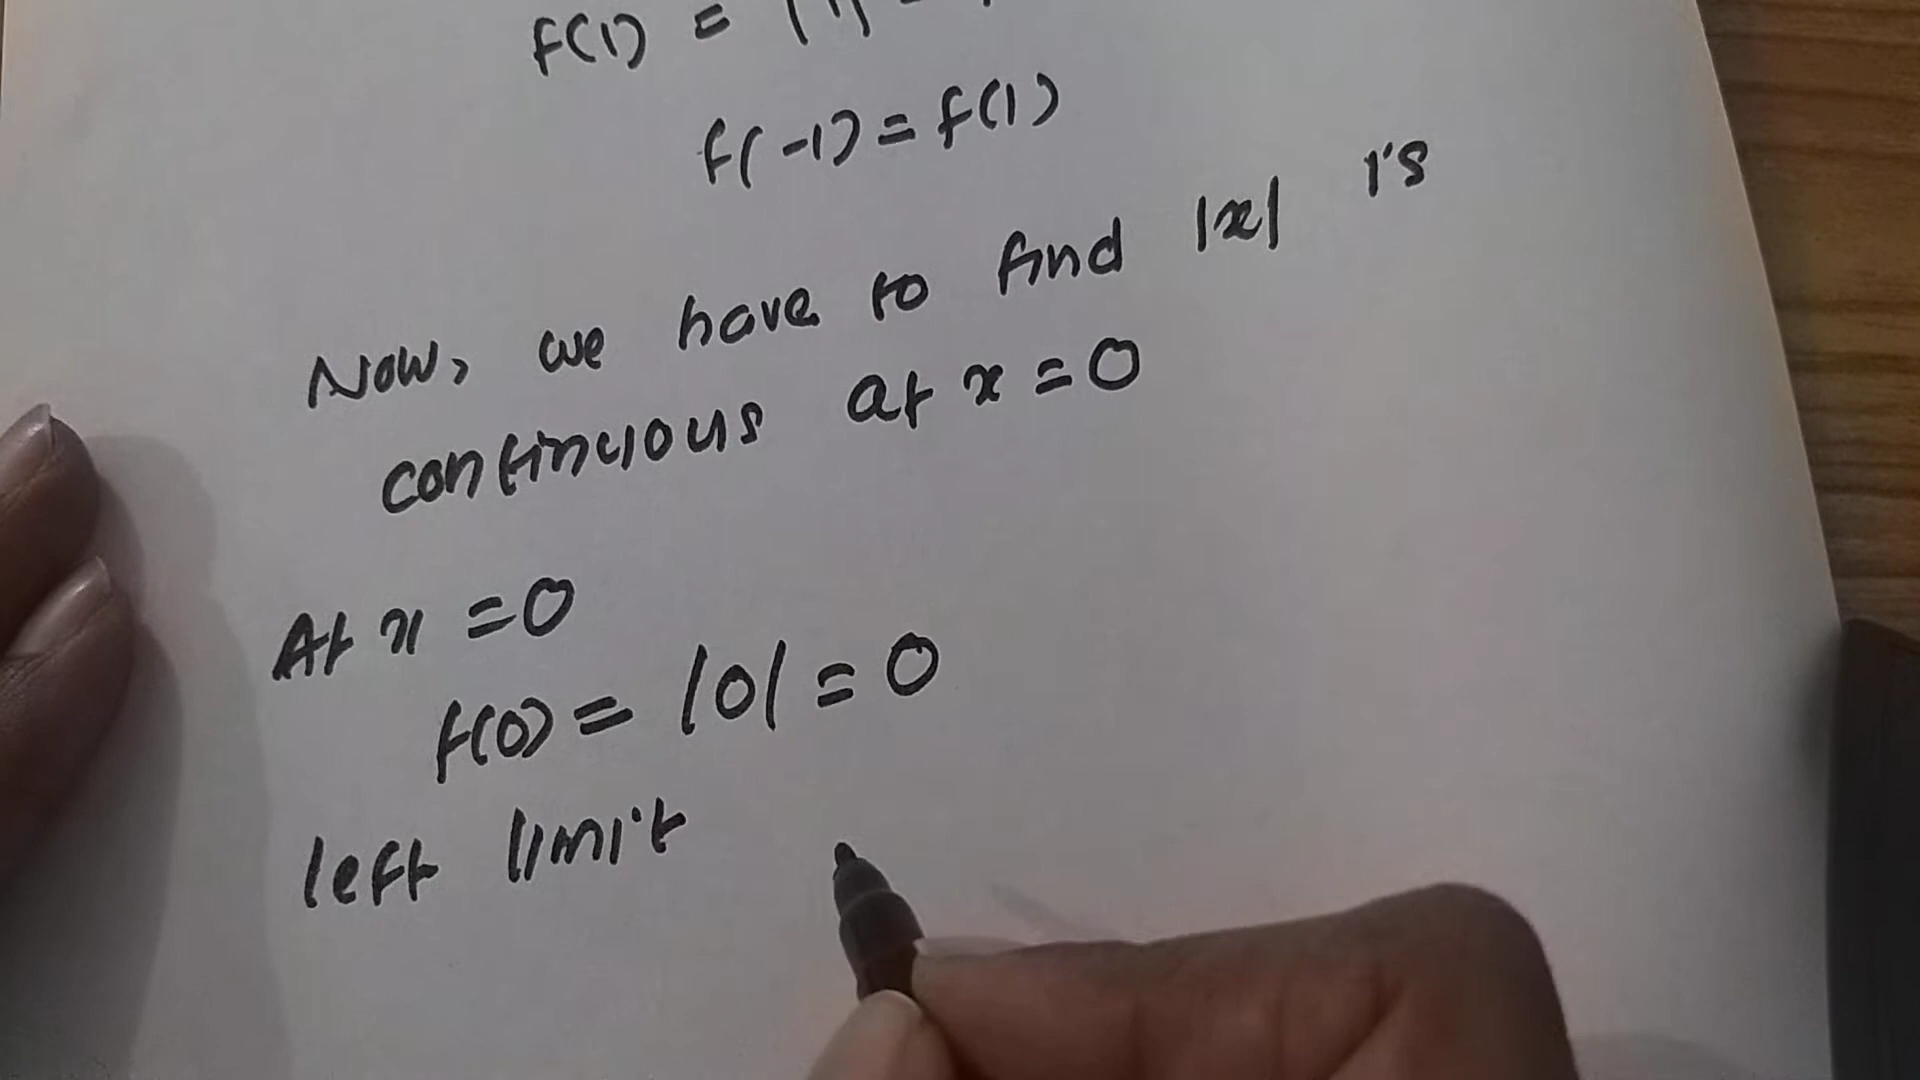 f(1) = |1| =
f(-1) = f(1)
Now, we have to find |x| is
continuous at x = 0
At x = 0
f(0) = |0| = 0
left limit